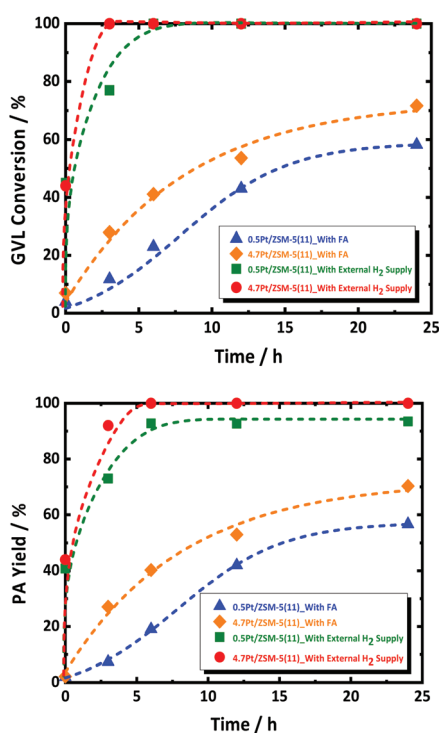 GVL Conversion / %
100
80
60
40
20
0
0.5Pt/ZSM-5(11)_With FA
4.7Pt/ZSM-5(11)_With FA
0.5Pt/ZSM-5(11)_With External H₂ Supply
4.7Pt/ZSM-5(11)_With External H₂ Supply
0 5 10 15 20 25
Time / h
PA Yield / %
100
80
60
40
20
0
0.5Pt/ZSM-5(11)_With FA
4.7Pt/ZSM-5(11)_With FA
0.5Pt/ZSM-5(11)_With External H₂ Supply
4.7Pt/ZSM-5(11)_With External H₂ Supply
0 5 10 15 20 25
Time / h